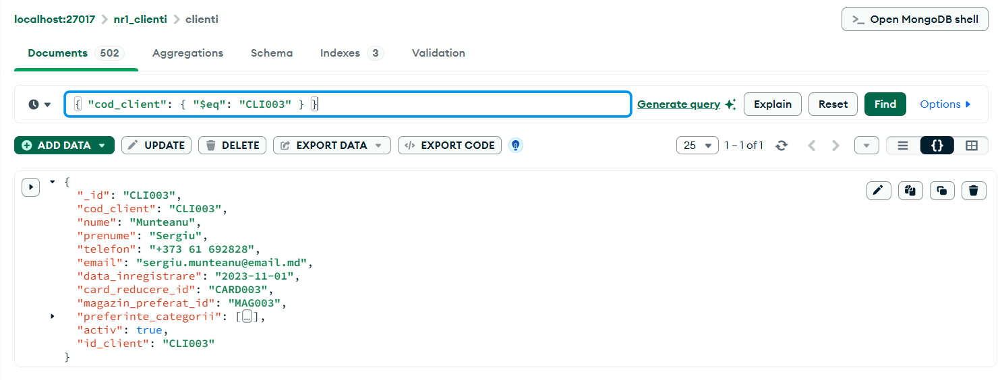 localhost:27017 > nr1_clienti > clienti
>_ Open MongoDB shell
Documents 502 Aggregations Schema Indexes 3 Validation
{ "cod_client": { "$eq": "CLI003" } }
Generate query Explain Reset Find Options
ADD DATA UPDATE DELETE EXPORT DATA </> EXPORT CODE 25 1 – 1 of 1 {}
{
"_id": "CLI003",
"cod_client": "CLI003",
"nume": "Munteanu",
"prenume": "Sergiu",
"telefon": "+373 61 692828",
"email": "sergiu.munteanu@email.md",
"data_inregistrare": "2023-11-01",
"card_reducere_id": "CARD003",
"magazin_preferat_id": "MAG003",
"preferinte_categorii": […],
"activ": true,
"id_client": "CLI003"
}